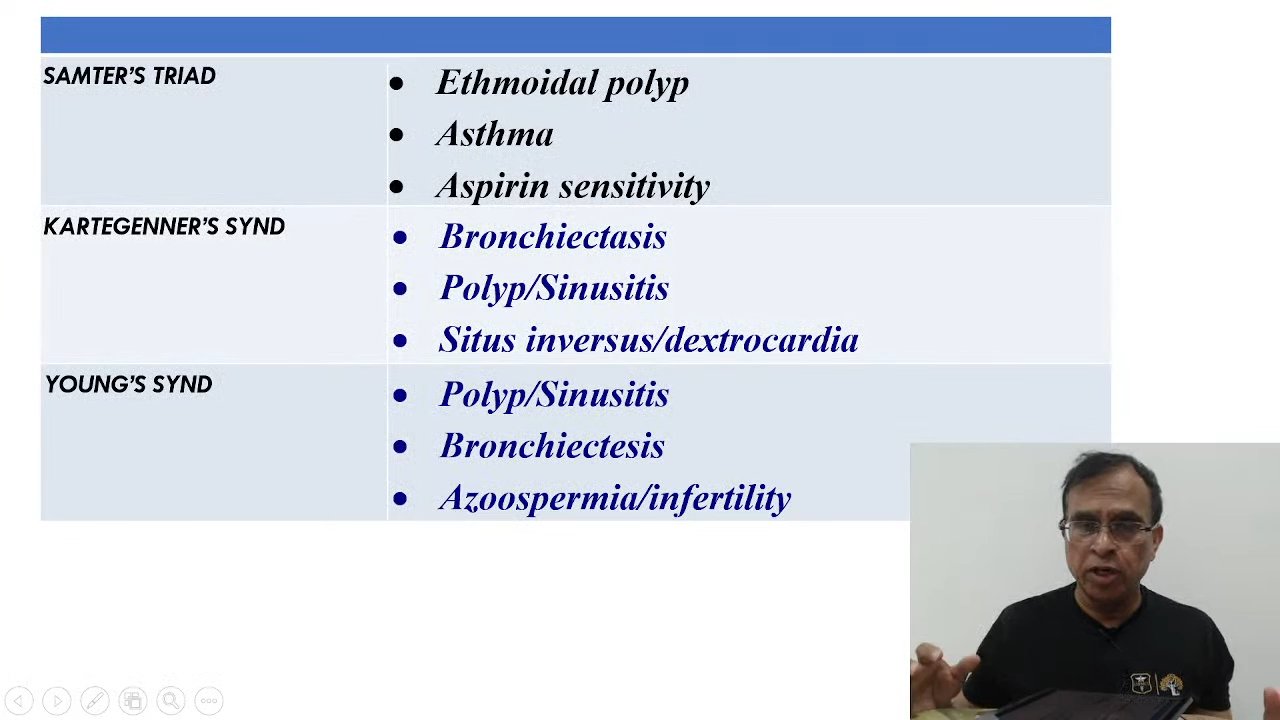 SAMTER'S TRIAD
• Ethmoidal polyp
• Asthma
• Aspirin sensitivity
KARTEGENNER'S SYND
• Bronchiectasis
• Polyp/Sinusitis
• Situs inversus/dextrocardia
YOUNG'S SYND
• Polyp/Sinusitis
• Bronchiectesis
• Azoospermia/infertility